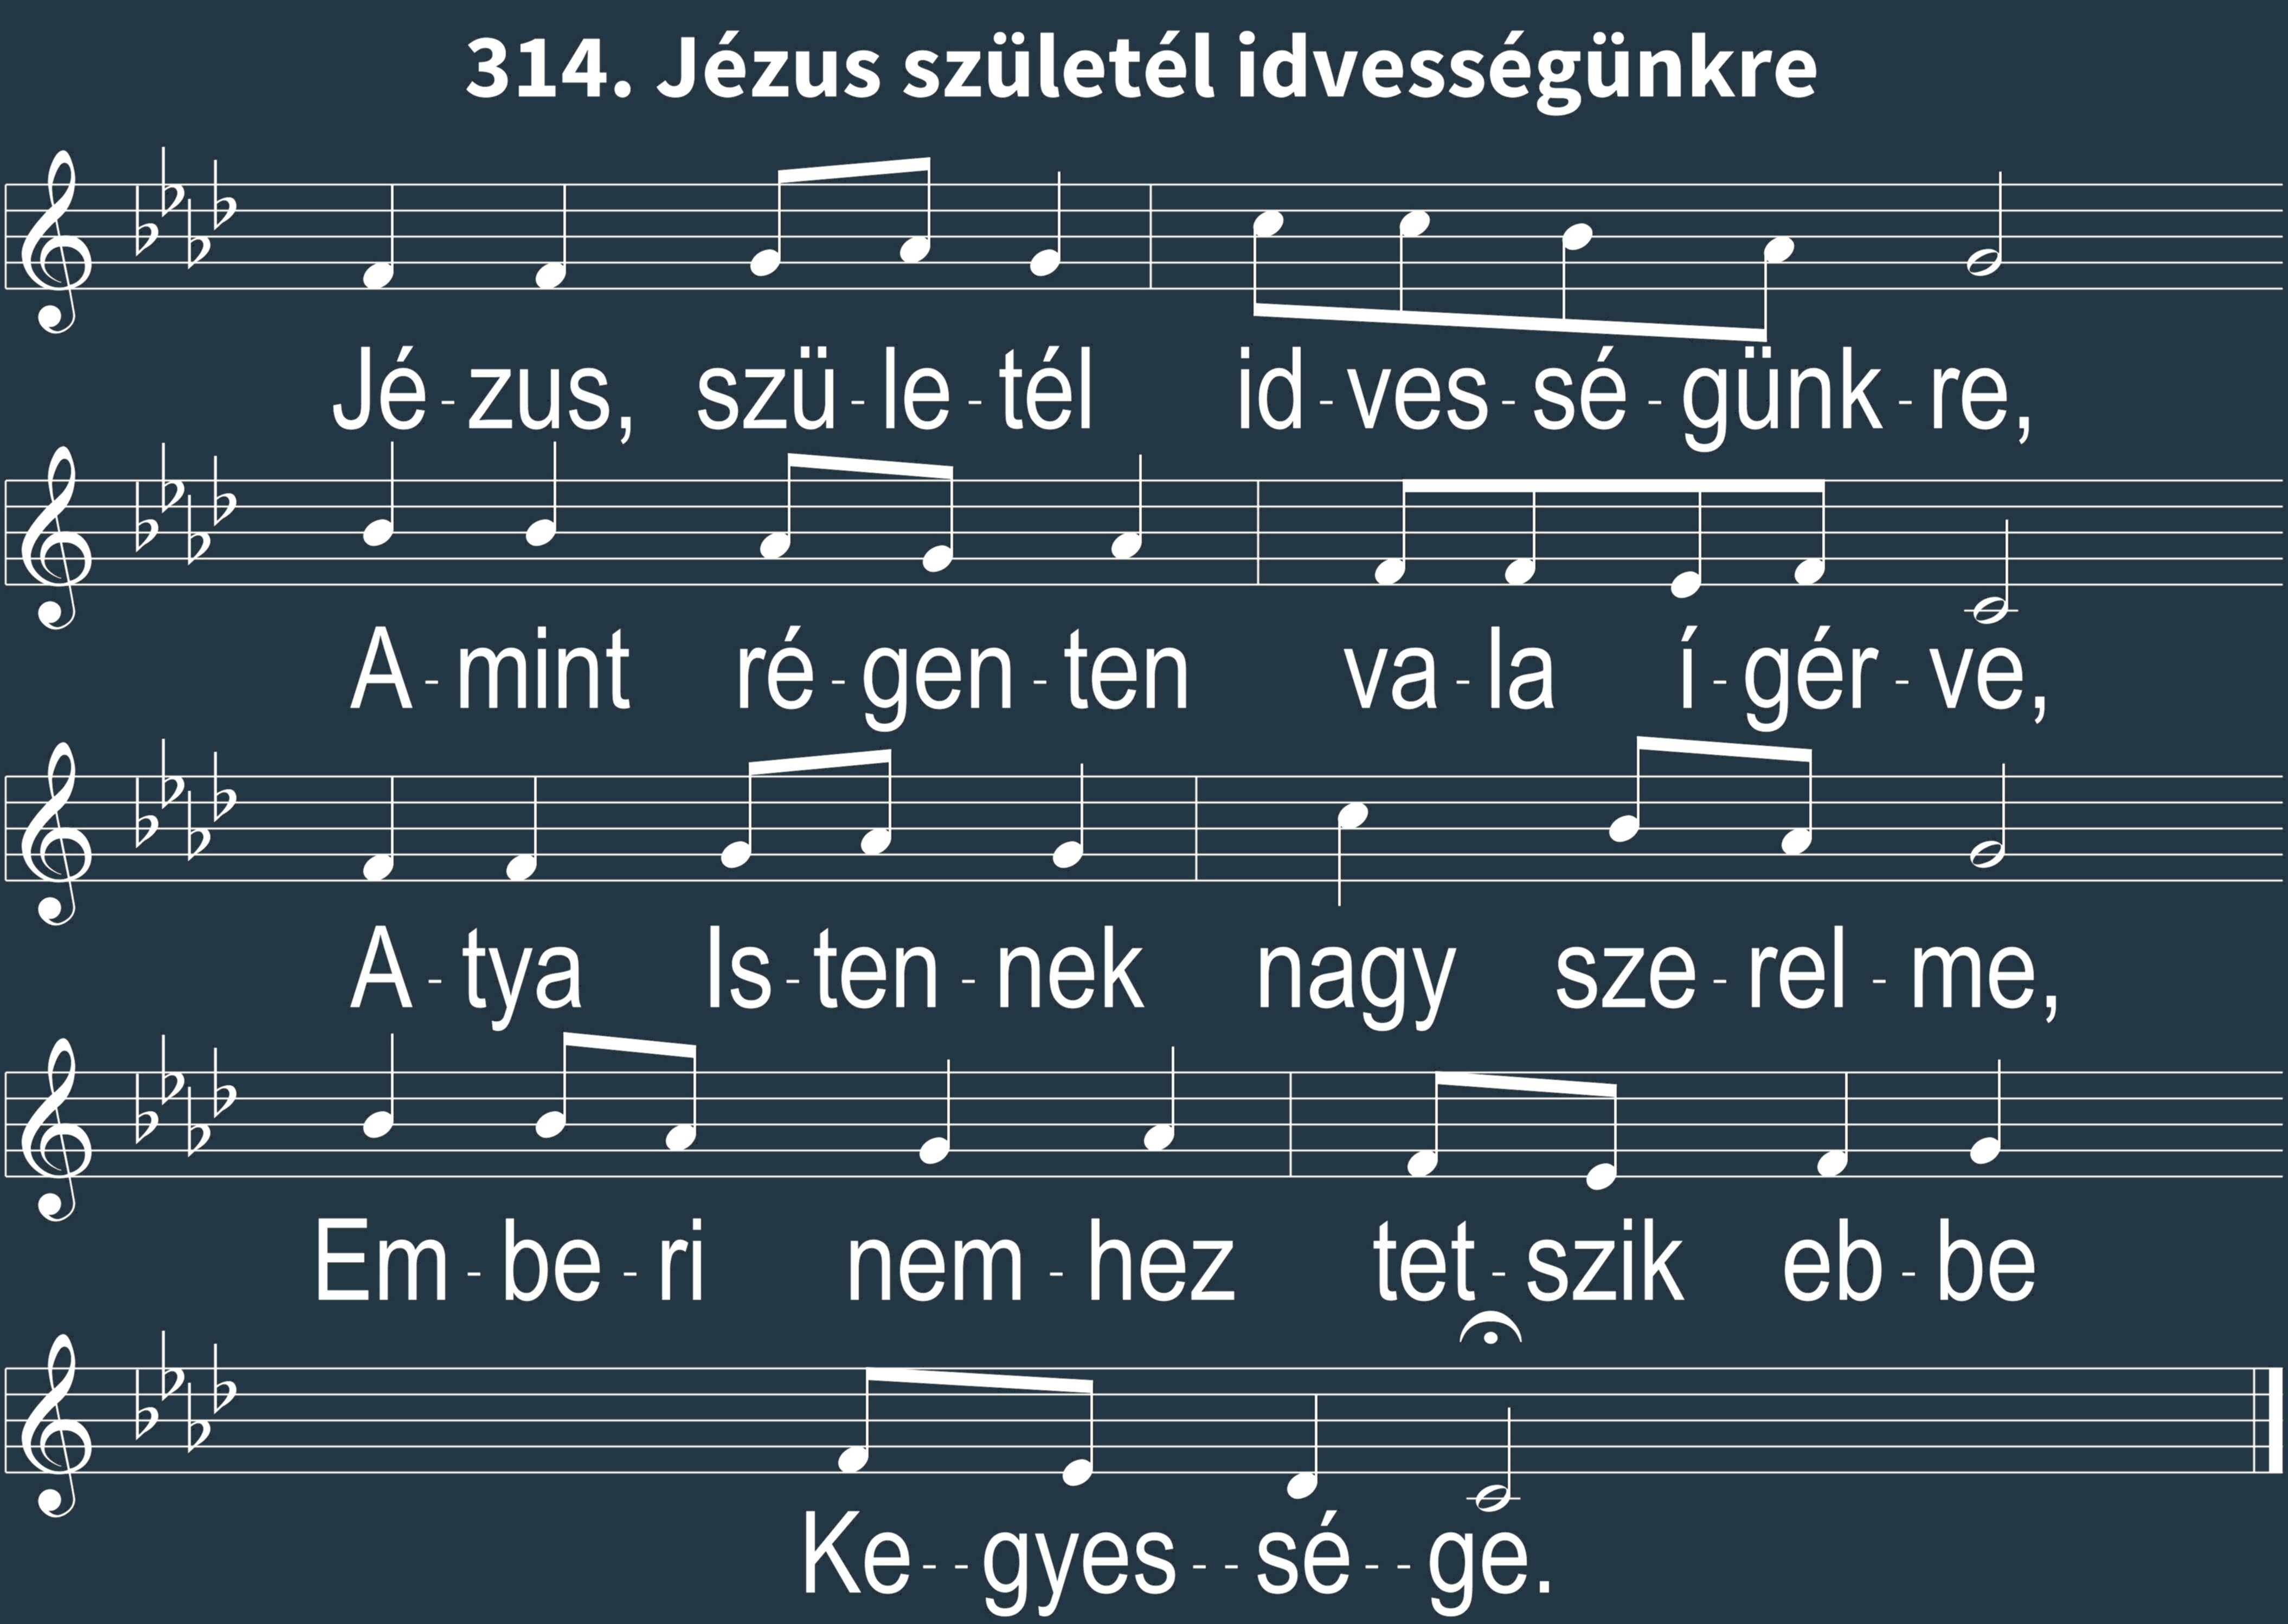 314. Jézus születél idvességünkre
Jé-zus, szü-le-tél id-ves-sé-günk-re,
A-mint ré-gen-ten va-la í-gér-ve,
A-tya Is-ten-nek nagy sze-rel-me,
Em-be-ri nem-hez tet-szik eb-be
Ke--gyes--sé--ge.